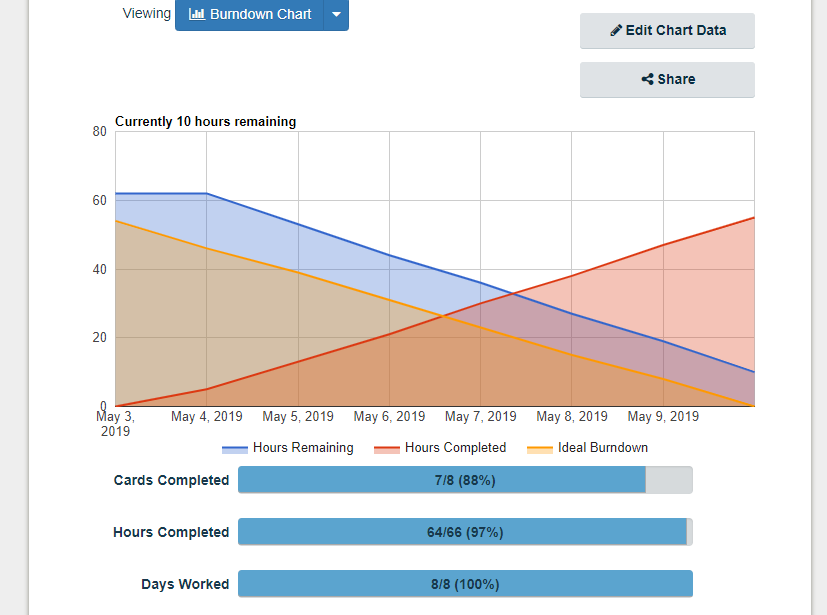 Viewing Burndown Chart
Edit Chart Data
Share
Currently 10 hours remaining
80
60
40
20
0
May 3, 2019
May 4, 2019
May 5, 2019
May 6, 2019
May 7, 2019
May 8, 2019
May 9, 2019
Hours Remaining
Hours Completed
Ideal Burndown
Cards Completed 7/8 (88%)
Hours Completed 64/66 (97%)
Days Worked 8/8 (100%)